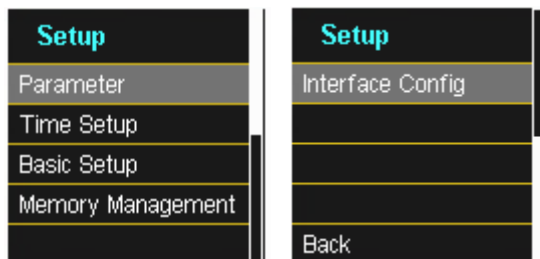 Setup
Parameter
Time Setup
Basic Setup
Memory Management
Setup
Interface Config
Back